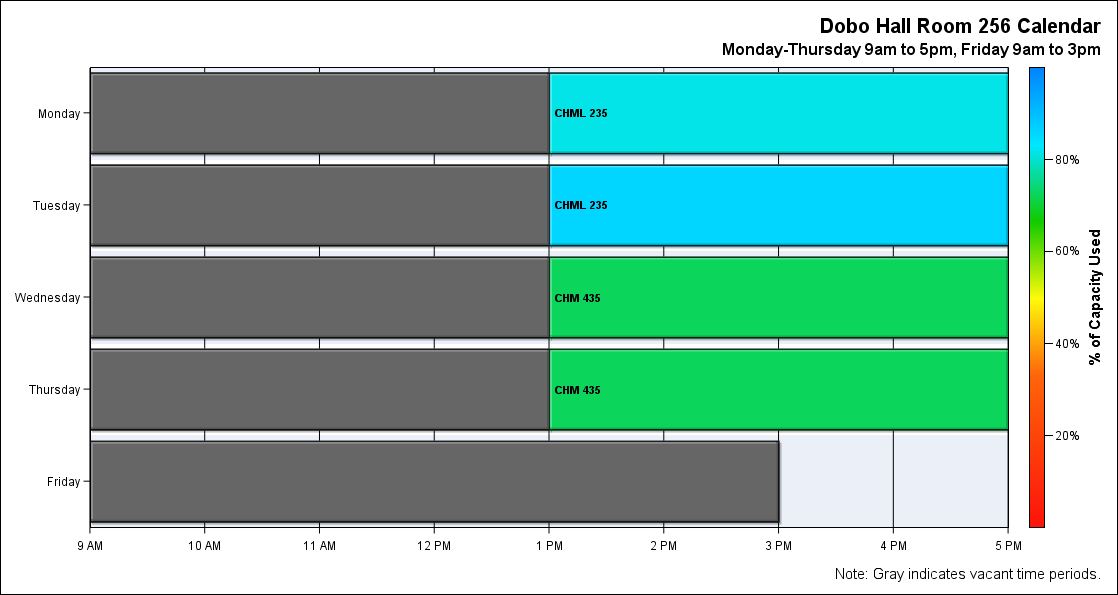 Dobo Hall Room 256 Calendar
Monday-Thursday 9am to 5pm, Friday 9am to 3pm
Monday
CHML 235
Tuesday
CHML 235
Wednesday
CHM 435
Thursday
CHM 435
Friday
9 AM 10 AM 11 AM 12 PM 1 PM 2 PM 3 PM 4 PM 5 PM
80%
60%
40%
20%
% of Capacity Used
Note: Gray indicates vacant time periods.